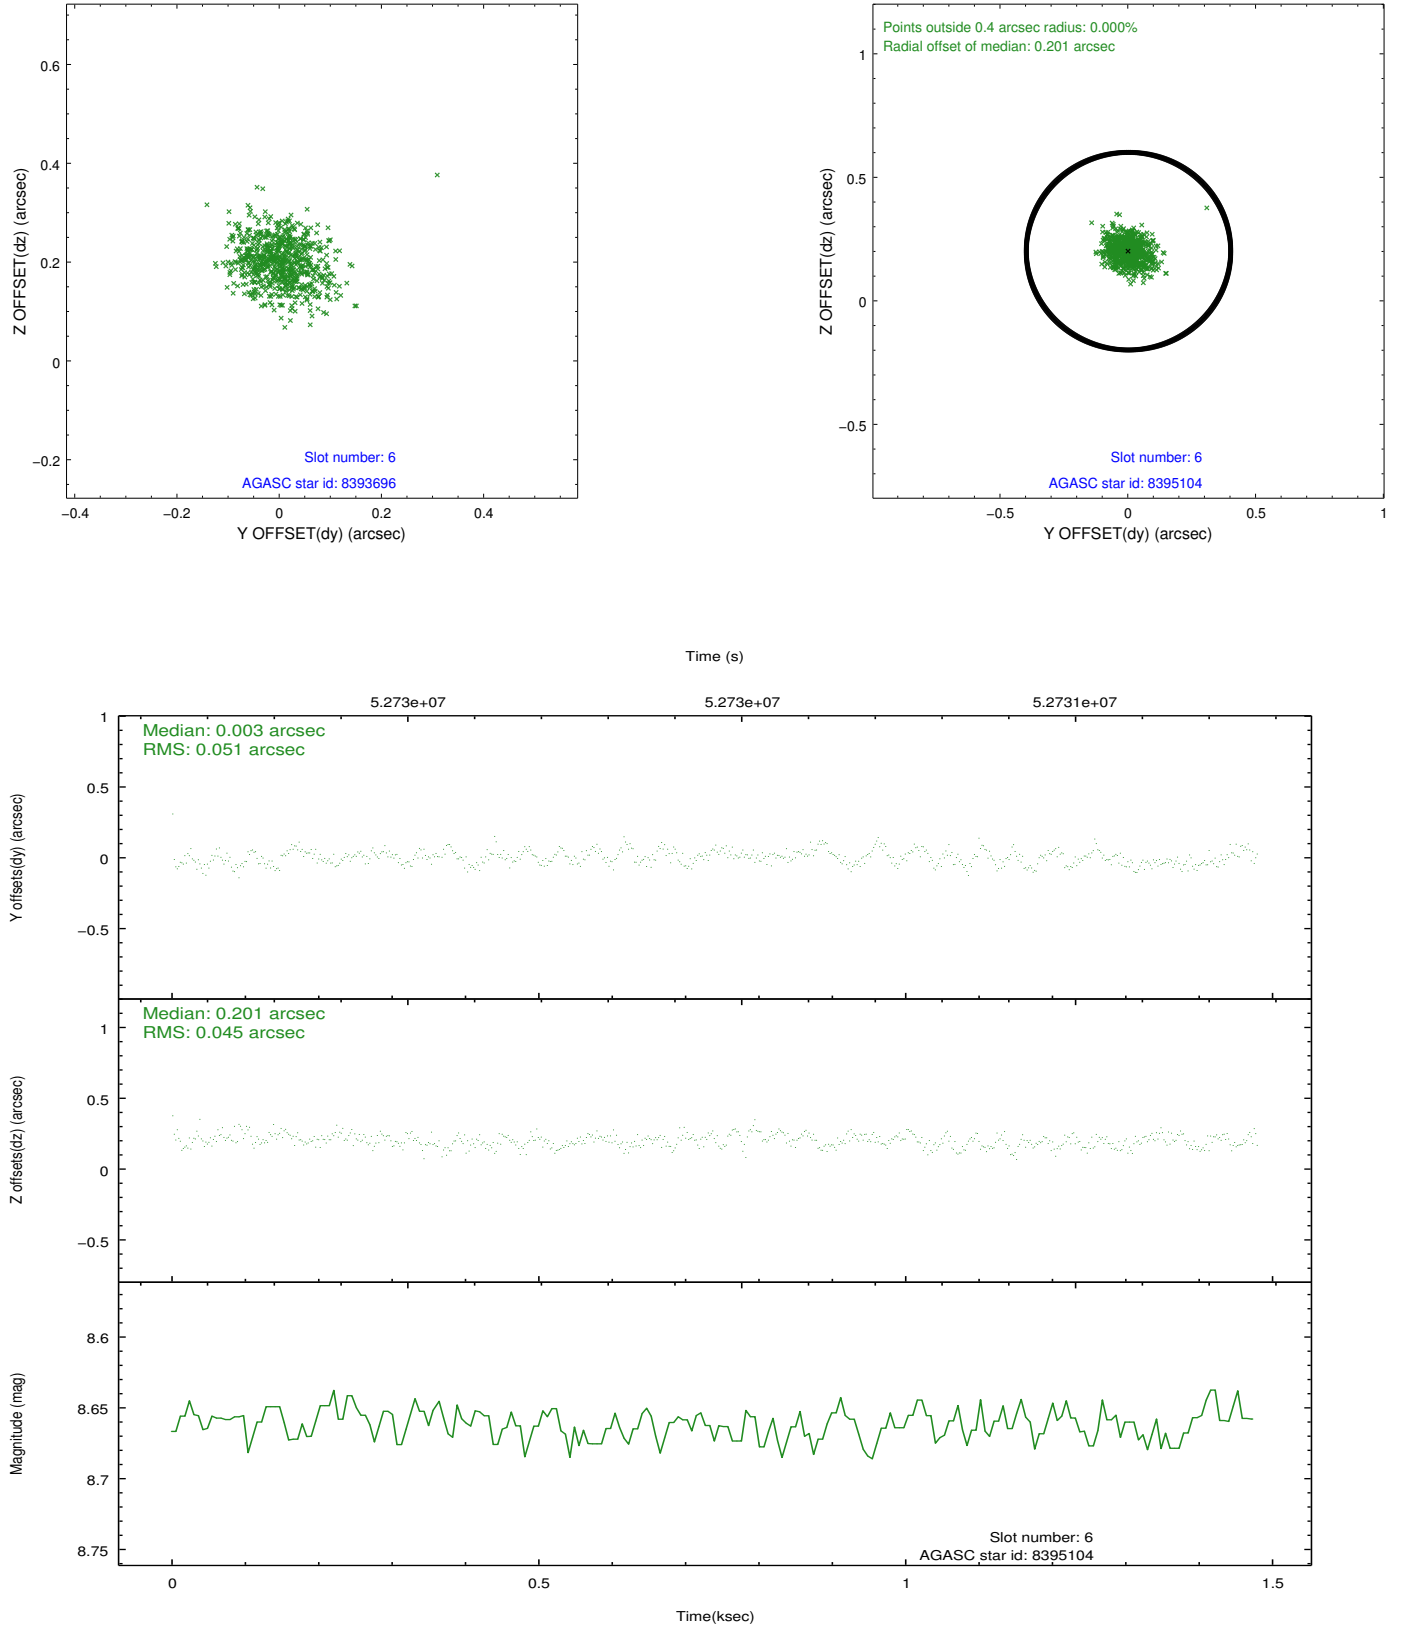 0.6
0.4
0.2
0
−0.2
Z OFFSET(dz) (arcsec)
Slot number: 6
AGASC star id: 8393696
−0.4
−0.2
0
0.2
0.4
Y OFFSET(dy) (arcsec)
Points outside 0.4 arcsec radius: 0.000%
Radial offset of median: 0.201 arcsec
1
0.5
0
−0.5
Z OFFSET(dz) (arcsec)
Slot number: 6
AGASC star id: 8395104
−0.5
0
0.5
1
Y OFFSET(dy) (arcsec)
Time (s)
5.273e+07
5.273e+07
5.2731e+07
Median: 0.003 arcsec
RMS: 0.051 arcsec
1
0.5
0
−0.5
Y offsets(dy) (arcsec)
Median: 0.201 arcsec
RMS: 0.045 arcsec
1
0.5
0
−0.5
Z offsets(dz) (arcsec)
8.6
8.65
8.7
8.75
Magnitude (mag)
Slot number: 6
AGASC star id: 8395104
0
0.5
1
1.5
Time(ksec)